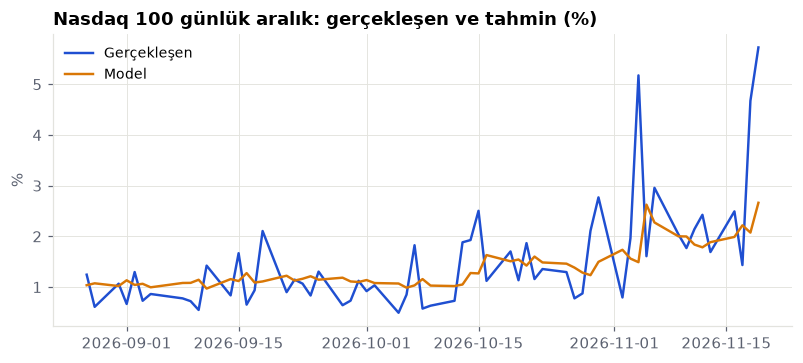 Nasdaq 100 günlük aralık: gerçekleşen ve tahmin (%)
Gerçekleşen
Model
%
5
4
3
2
1
2026-09-01 2026-09-15 2026-10-01 2026-10-15 2026-11-01 2026-11-15